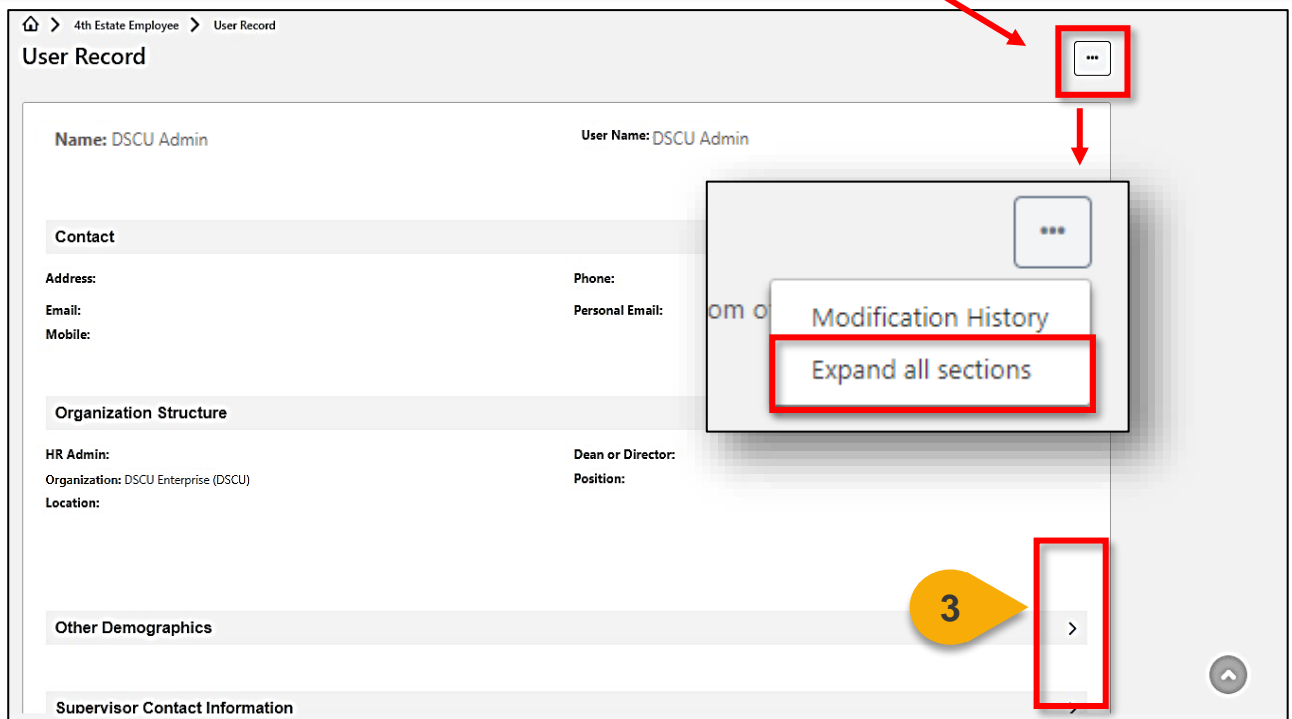 4th Estate Employee User Record
User Record
Name: DSCU Admin
User Name: DSCU Admin
Contact
Address:
Phone:
Email:
Personal Email:
Mobile:
om o
Modification History
Expand all sections
Organization Structure
HR Admin:
Dean or Director:
Organization: DSCU Enterprise (DSCU)
Position:
Location:
3
Other Demographics
Supervisor Contact Information